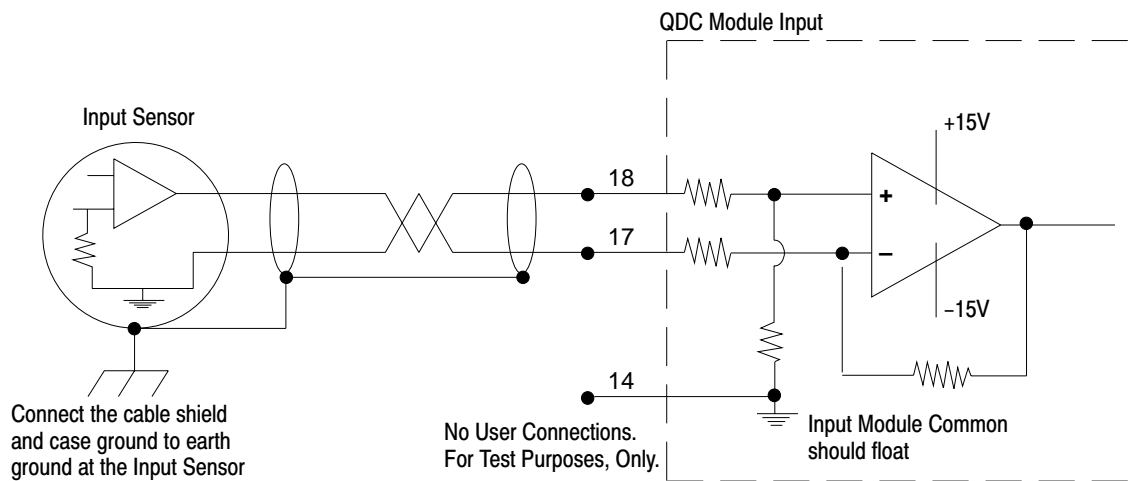 QDC Module Input
Input Sensor
+15V
18
+
17
–
–15V
14
Connect the cable shield
and case ground to earth
ground at the Input Sensor
No User Connections.
For Test Purposes, Only.
Input Module Common
should float